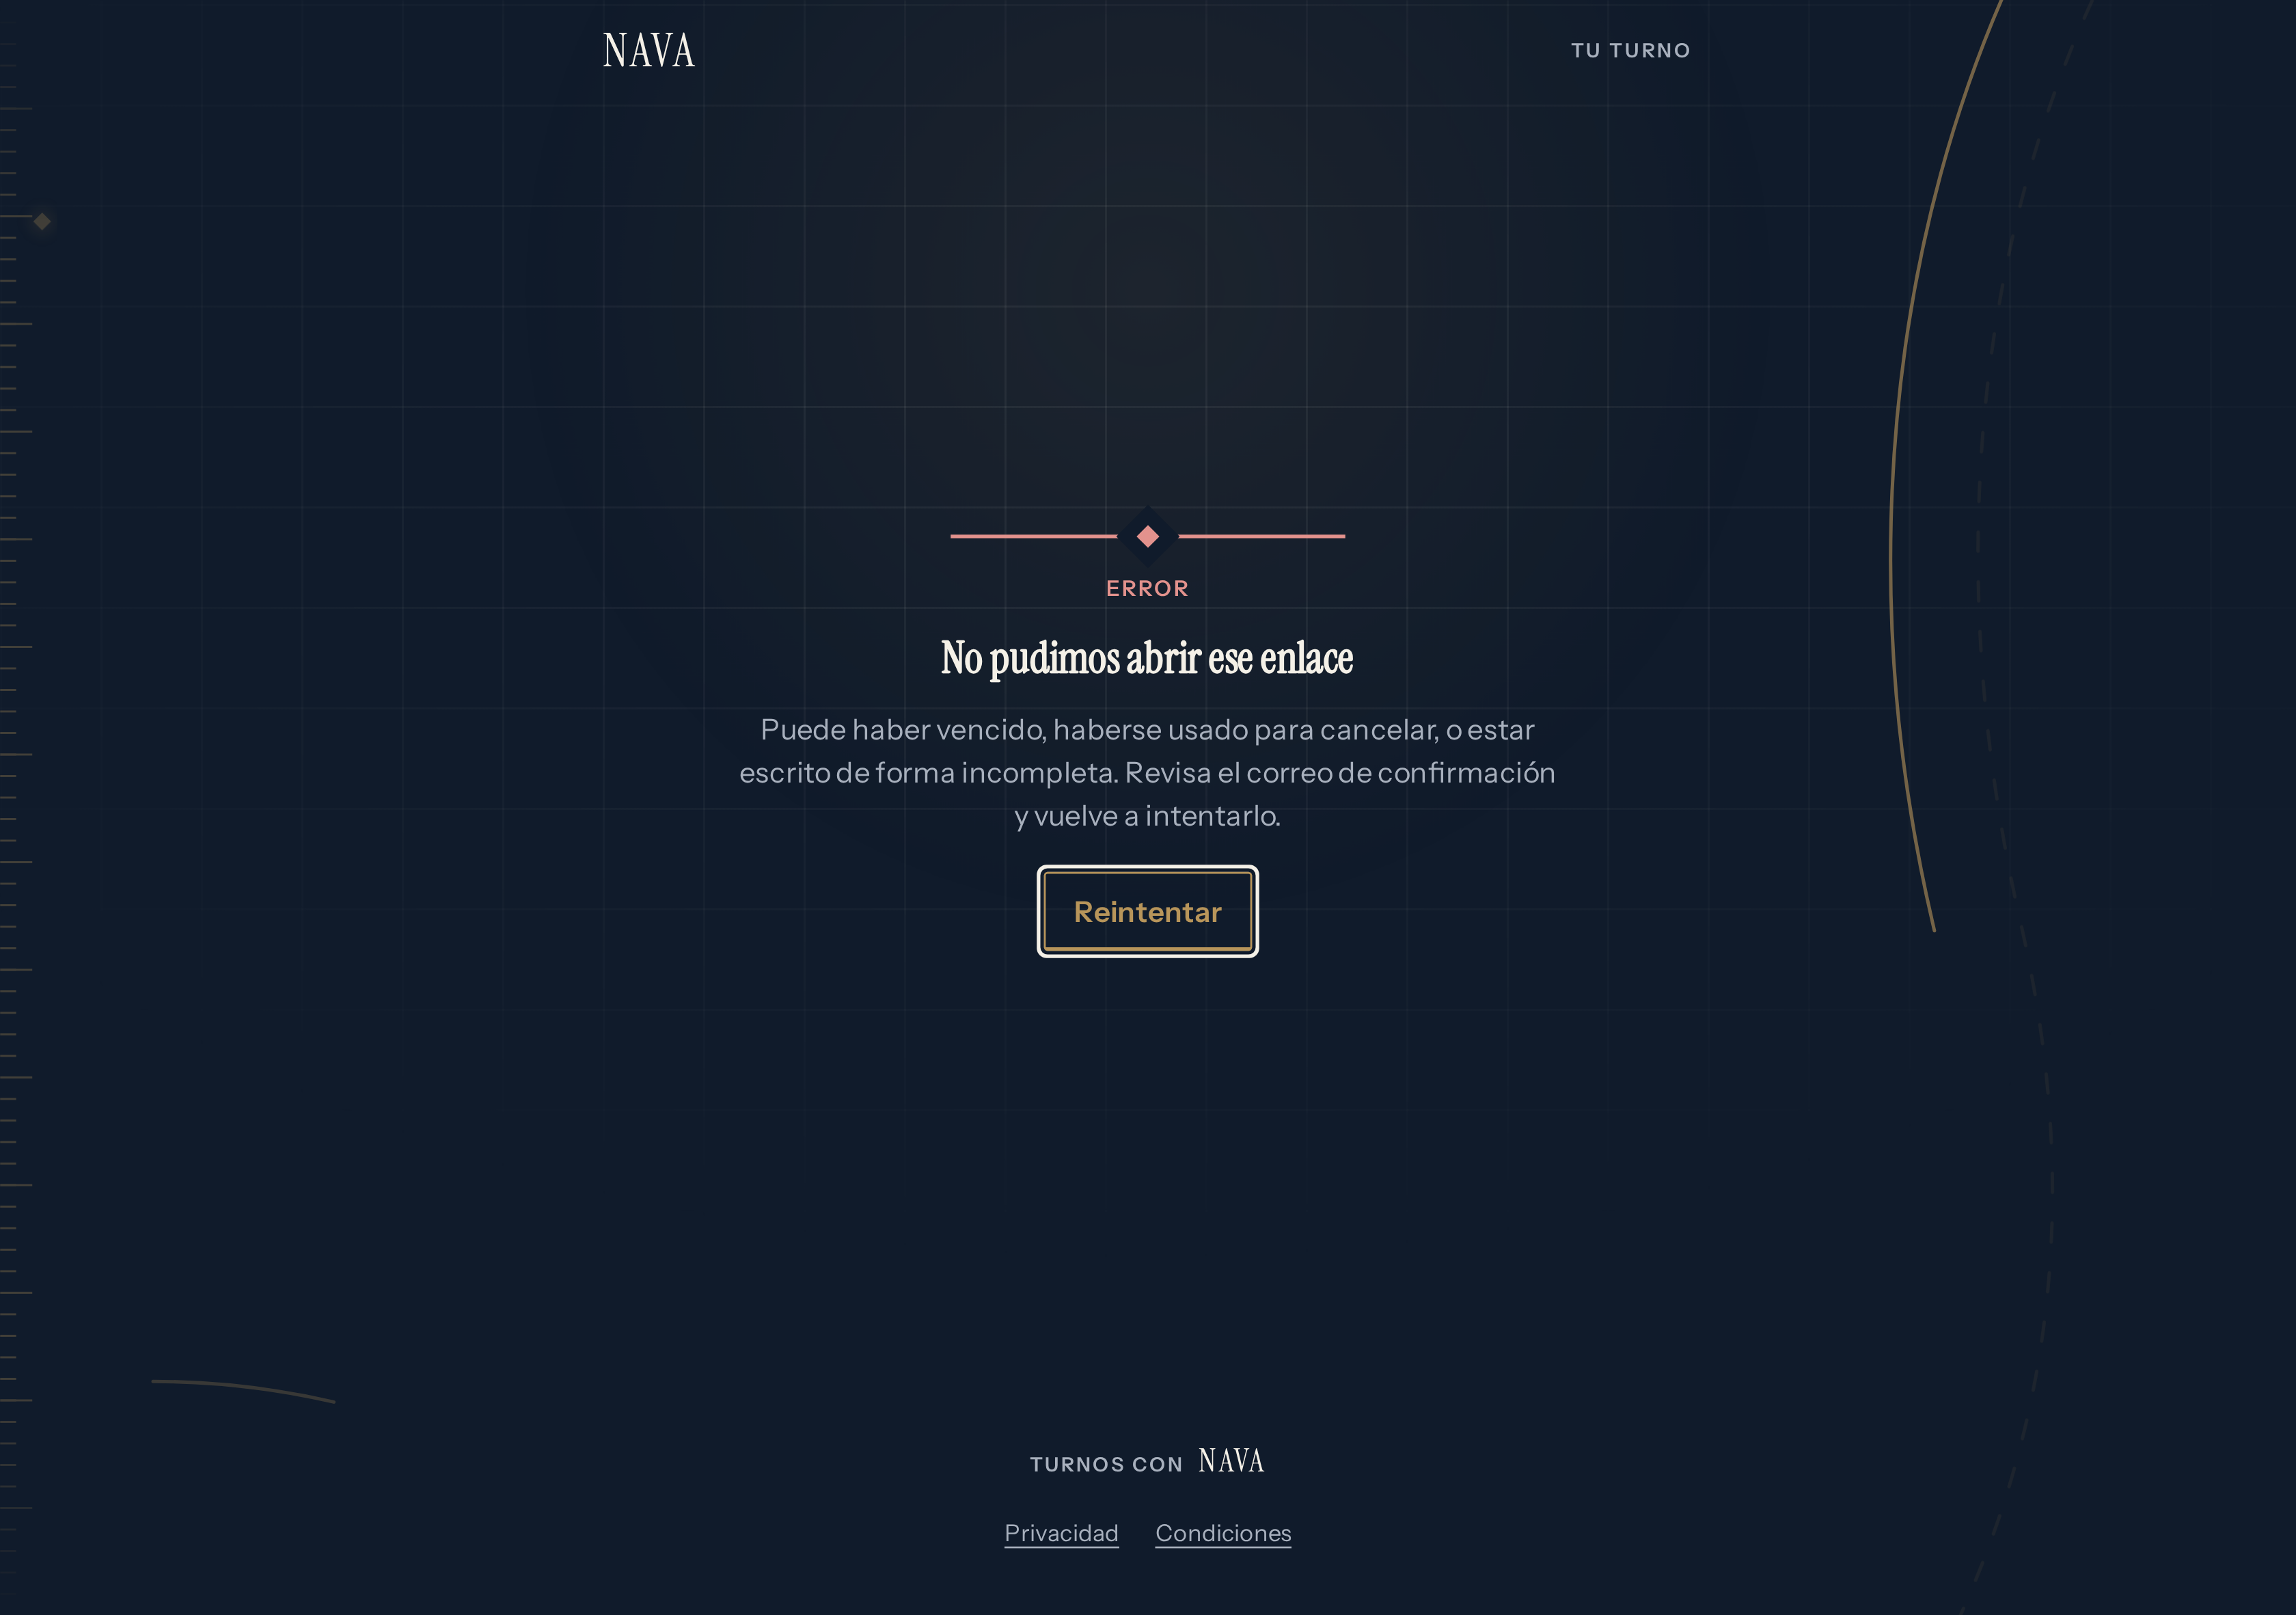 NAVA
TU TURNO
ERROR
No pudimos abrir ese enlace
Puede haber vencido, haberse usado para cancelar, o estar
escrito de forma incompleta. Revisa el correo de confirmación
y vuelve a intentarlo.
Reintentar
TURNOS CON NAVA
Privacidad Condiciones